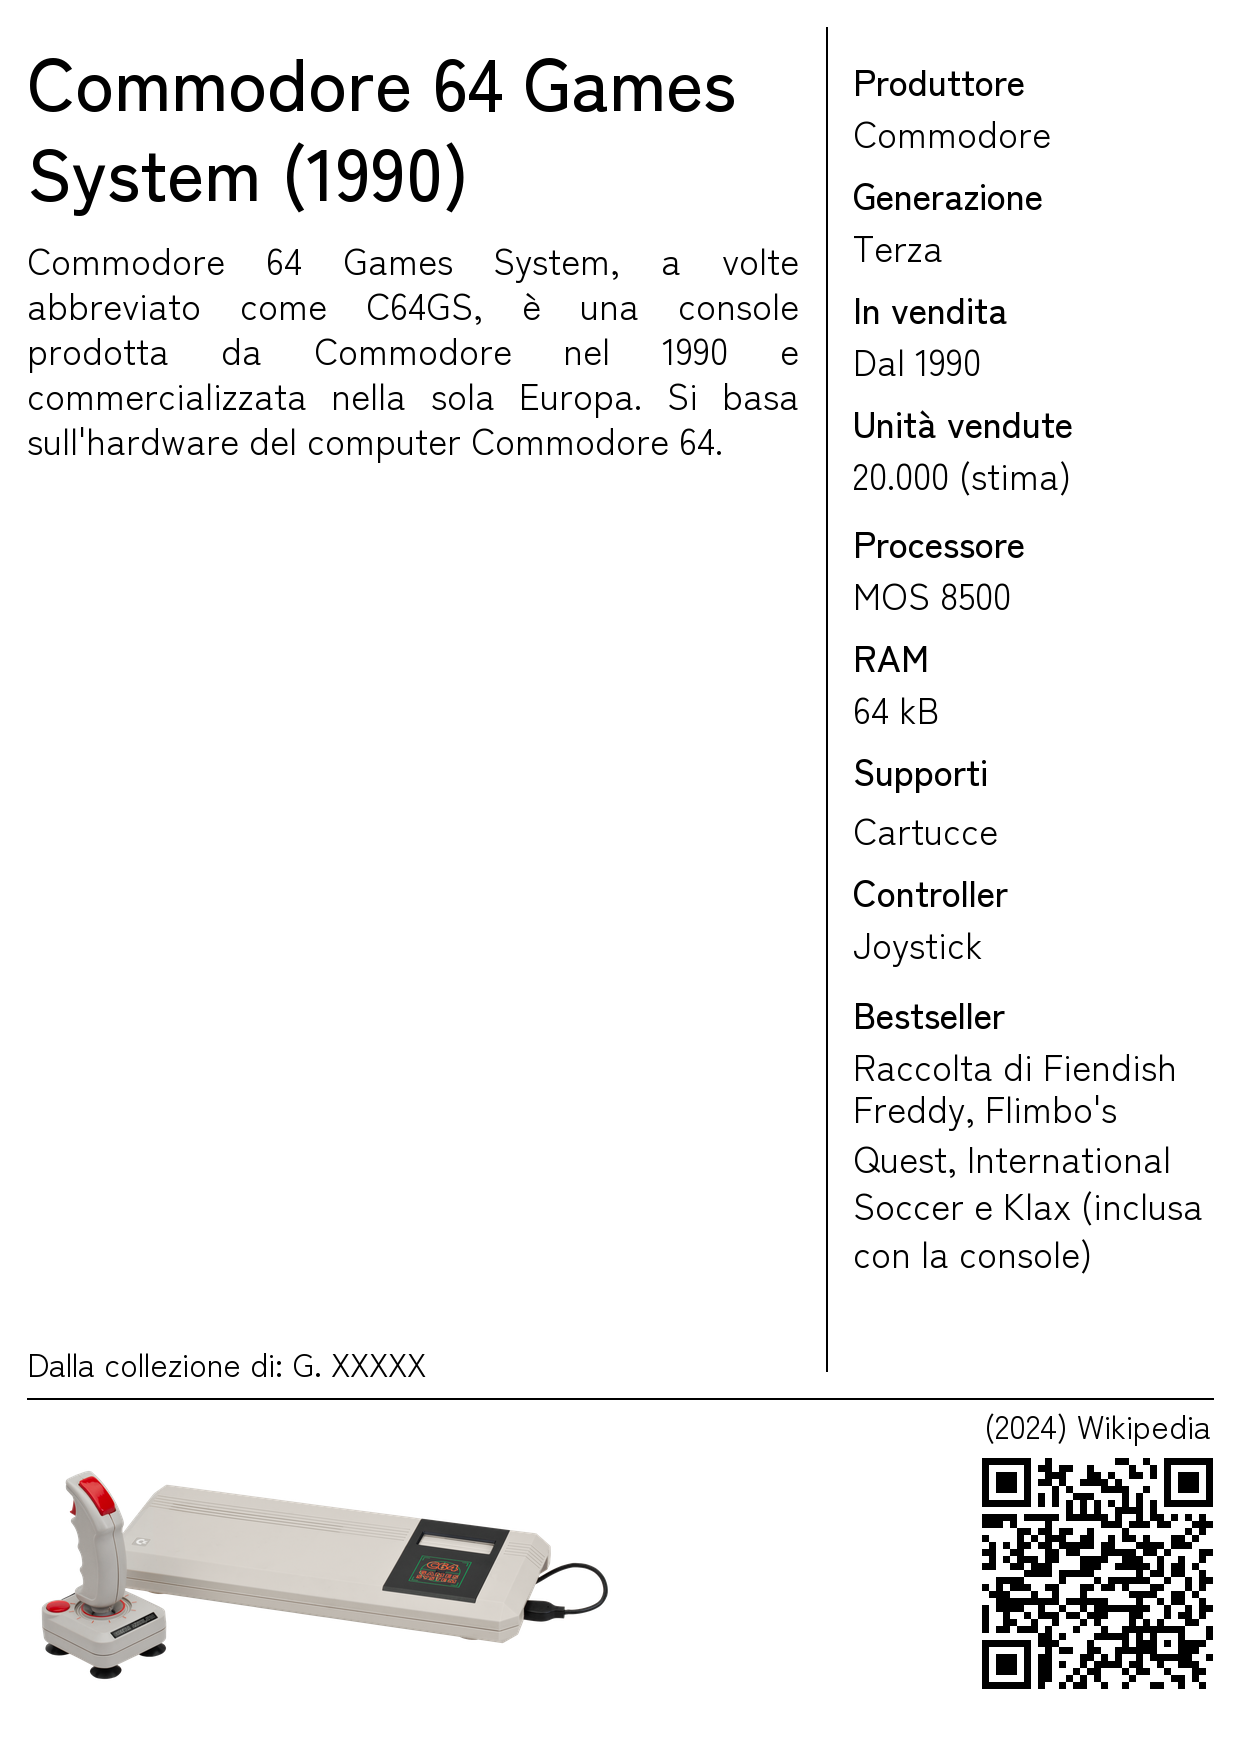 Commodore 64 Games
System (1990)
Commodore 64 Games System, a volte
abbreviato come C64GS, è una console
prodotta da Commodore nel 1990 e
commercializzata nella sola Europa. Si basa
sull'hardware del computer Commodore 64.
Produttore
Commodore
Generazione
Terza
In vendita
Dal 1990
Unità vendute
20.000 (stima)
Processore
MOS 8500
RAM
64 kB
Supporti
Cartucce
Controller
Joystick
Bestseller
Raccolta di Fiendish
Freddy, Flimbo's
Quest, International
Soccer e Klax (inclusa
con la console)
Dalla collezione di: G. XXXXX
(2024) Wikipedia
C64
GAMES
SYSTEM